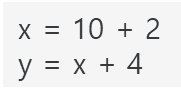 x = 10 + 2
y = x + 4